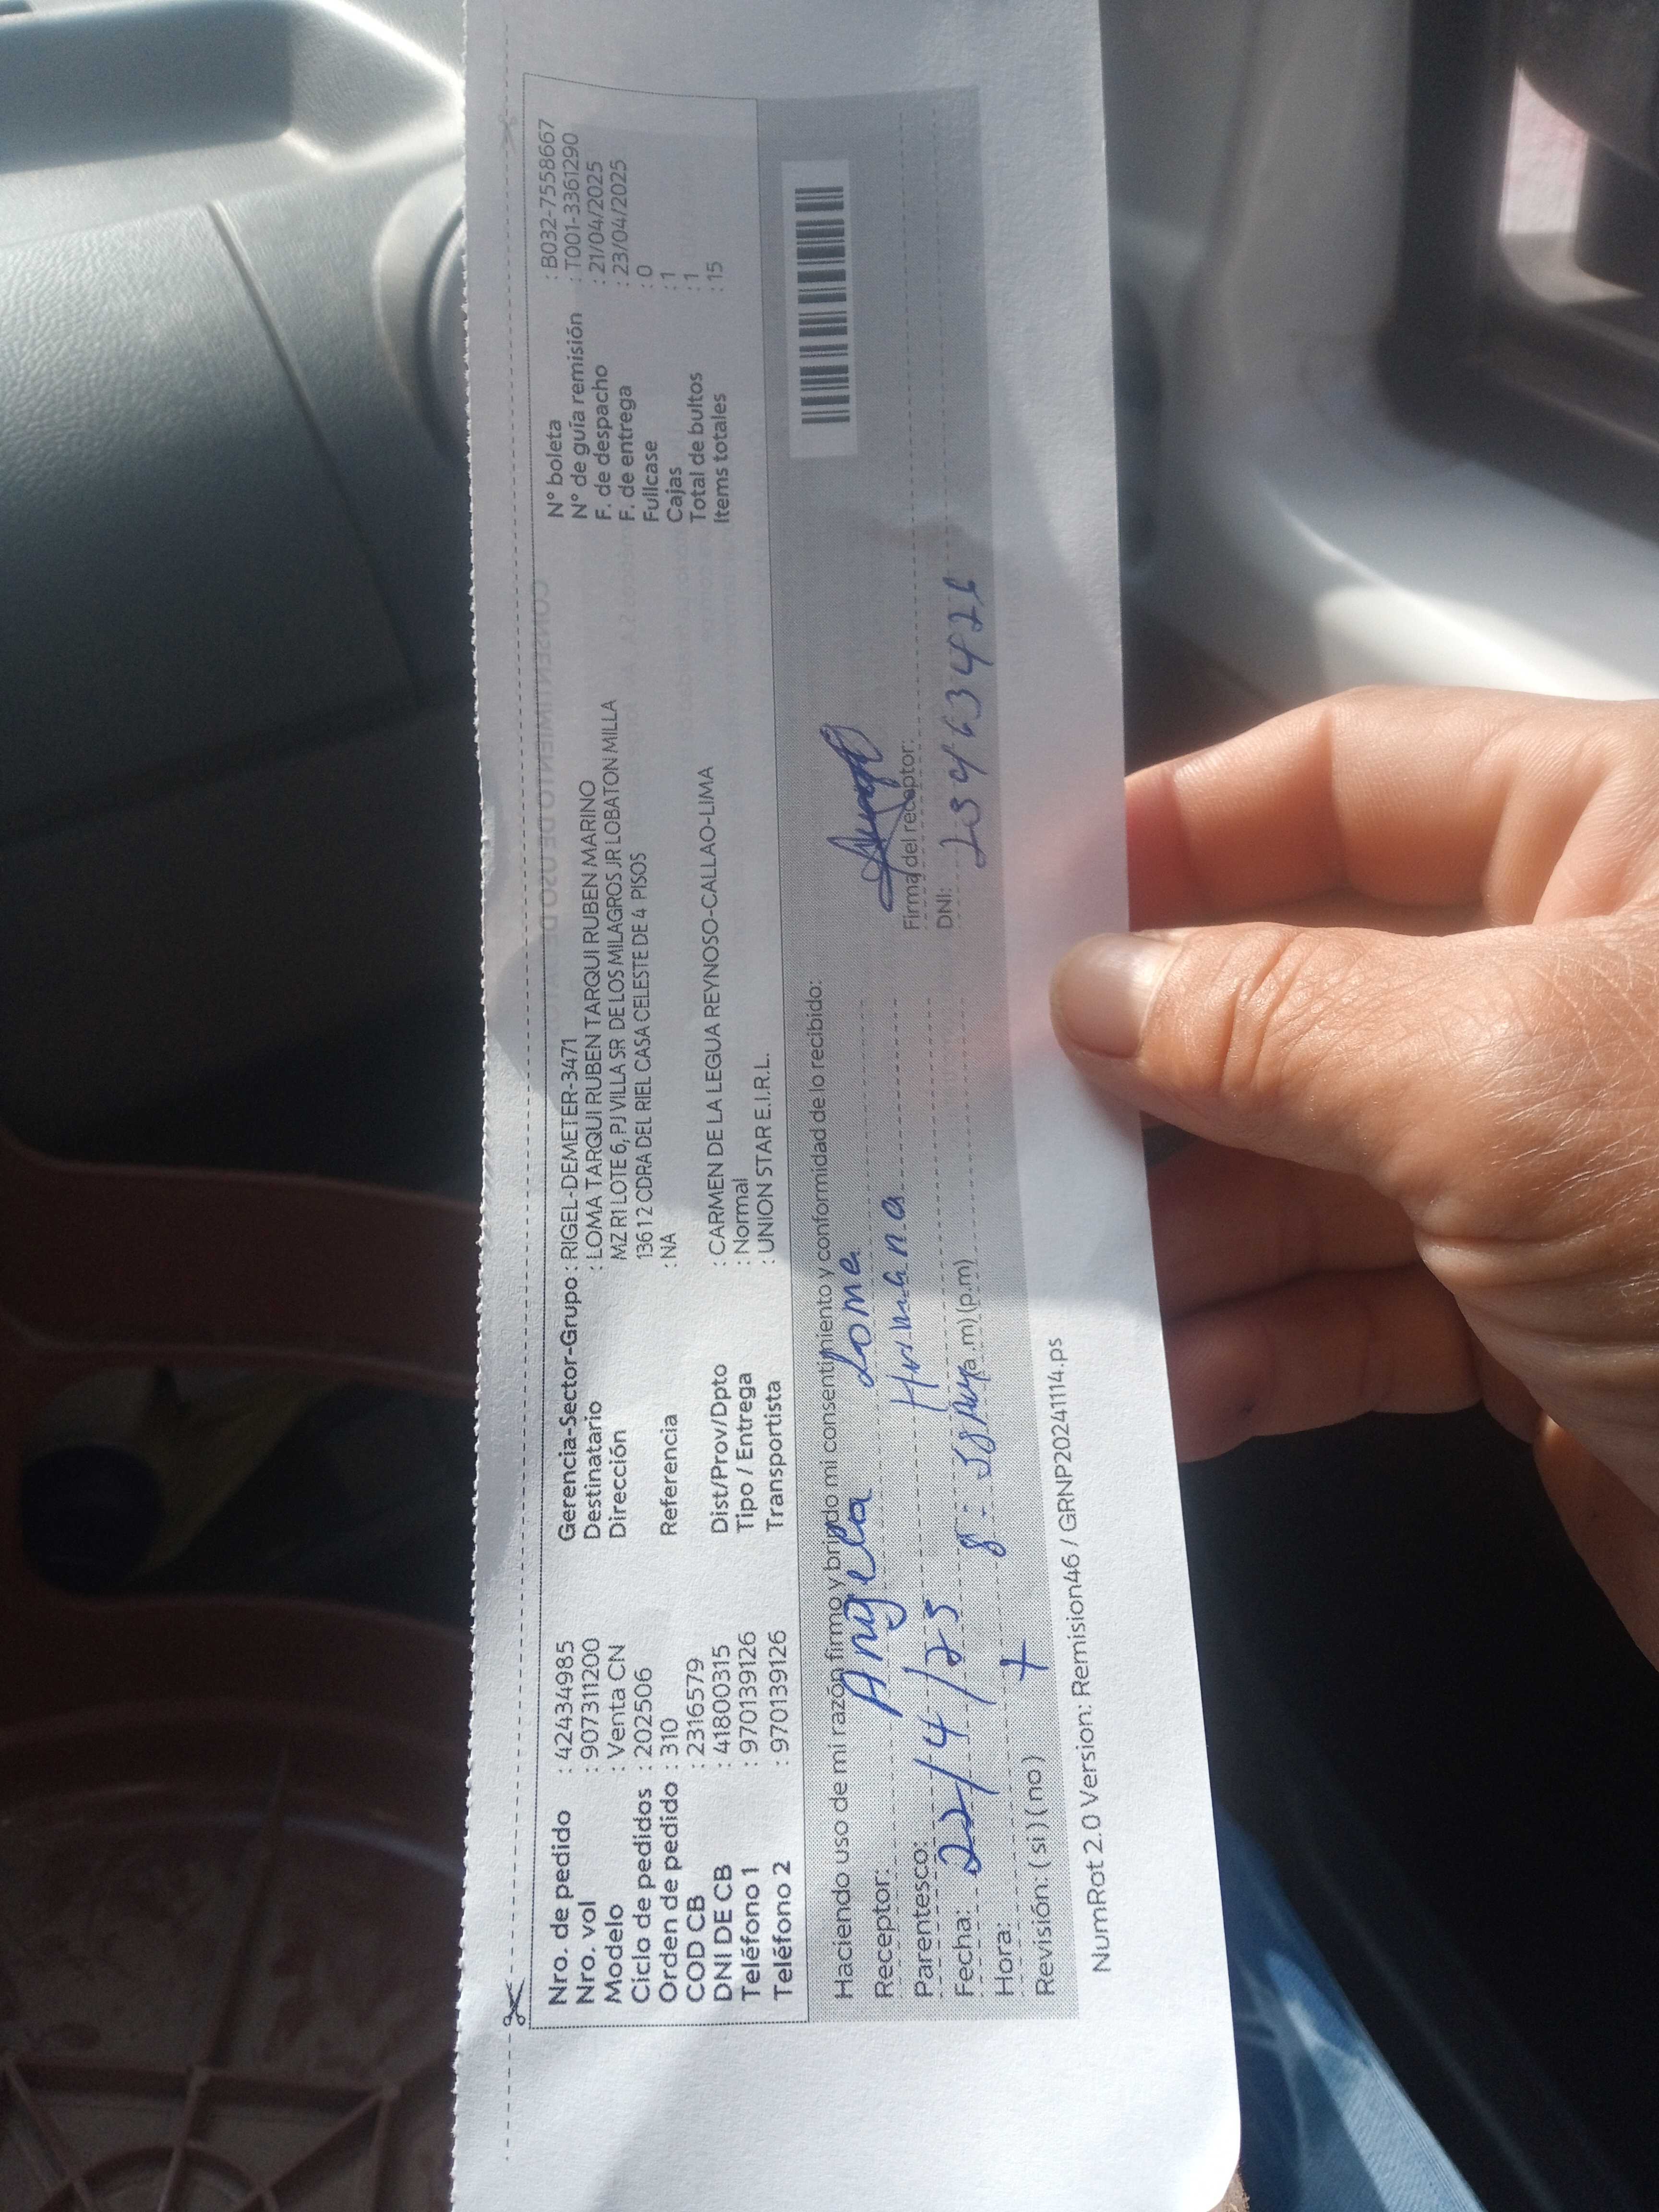 Nro. de pedido : 42434985
Nro. vol : 907311200
Modelo : Venta CN
Ciclo de pedidos : 202506
Orden de pedido : 310
COD CB : 2316579
DNI DE CB : 41800315
Teléfono 1 : 970139126
Teléfono 2 : 970139126
Gerencia-Sector-Grupo : RIGEL-DEMETER-3471
Destinatario : LOMA TARQUI RUBEN TARQUI RUBEN MARINO
Dirección MZ R1 LOTE 6, PJ VILLA SR DE LOS MILAGROS JR LOBATON MILLA
136 12 CDRA DEL RIEL CASA CELESTE DE 4 PISOS
Referencia : NA
Dist/Prov/Dpto : CARMEN DE LA LEGUA REYNOSO-CALLAO-LIMA
Tipo / Entrega : Normal
Transportista : UNION STAR E.I.R.L.
N° boleta : B032-7558667
N° de guía remisión : T001-3361290
F. de despacho : 21/04/2025
F. de entrega : 23/04/2025
Fullcase : 0
Cajas : 1
Total de bultos : 1
Items totales : 15
Haciendo uso de mi razón firmo y brindo mi consentimiento y conformidad de lo recibido:
Receptor: Angela Loma
Parentesco:
Fecha: 22/4/25
Hora: (a.m) (p.m)
Revisión: ( si ) ( no )
Firma del receptor:
DNI:
NumRot 2.0 Version: Remision46 / GRNP20241114.ps